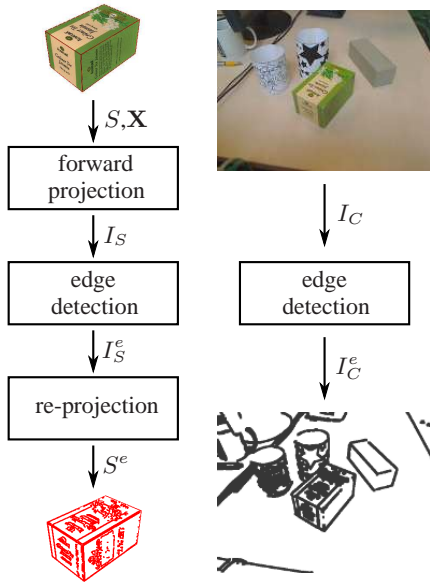 S,X
forward
projection
I_S
edge
detection
I_S^e
re-projection
S^e
I_C
edge
detection
I_C^e